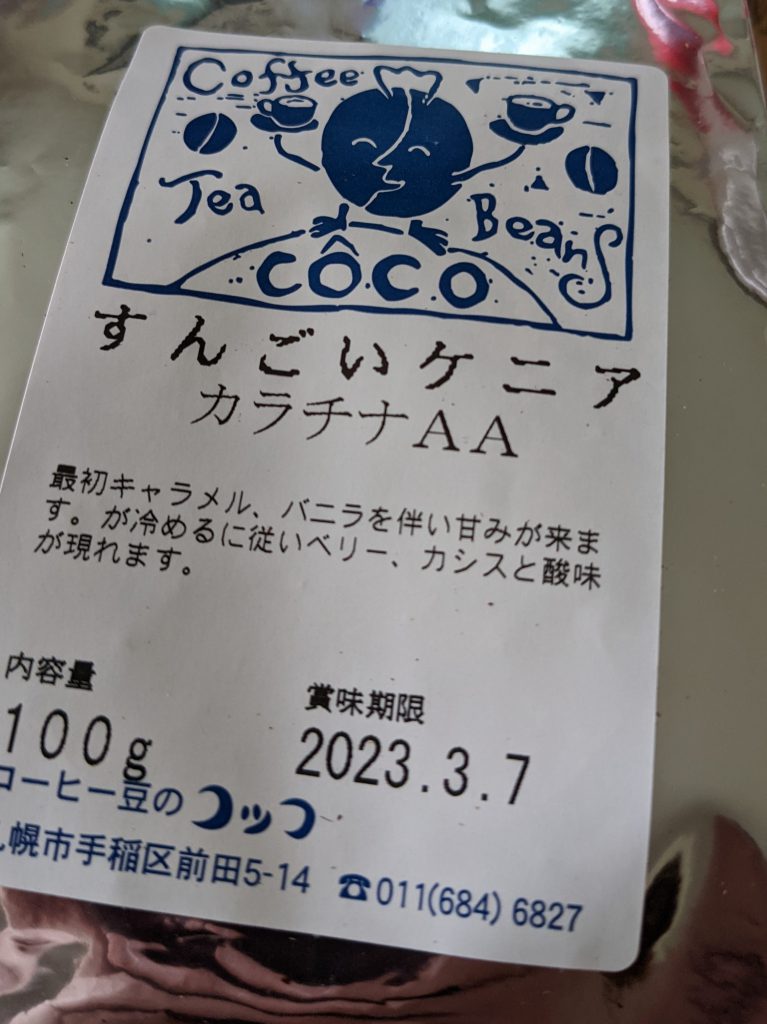 Coffee
Tea
Beans
CÔCO
すんごいケニア
カラチナAA
最初キャラメル、バニラを伴い甘みが来ま
す。が冷めるに従いベリー、カシスと酸味
が現れます。
内容量
賞味期限
100g
2023.3.7
コーヒー豆のコッコ
幌市手稲区前田5-14 ☎011(684)6827